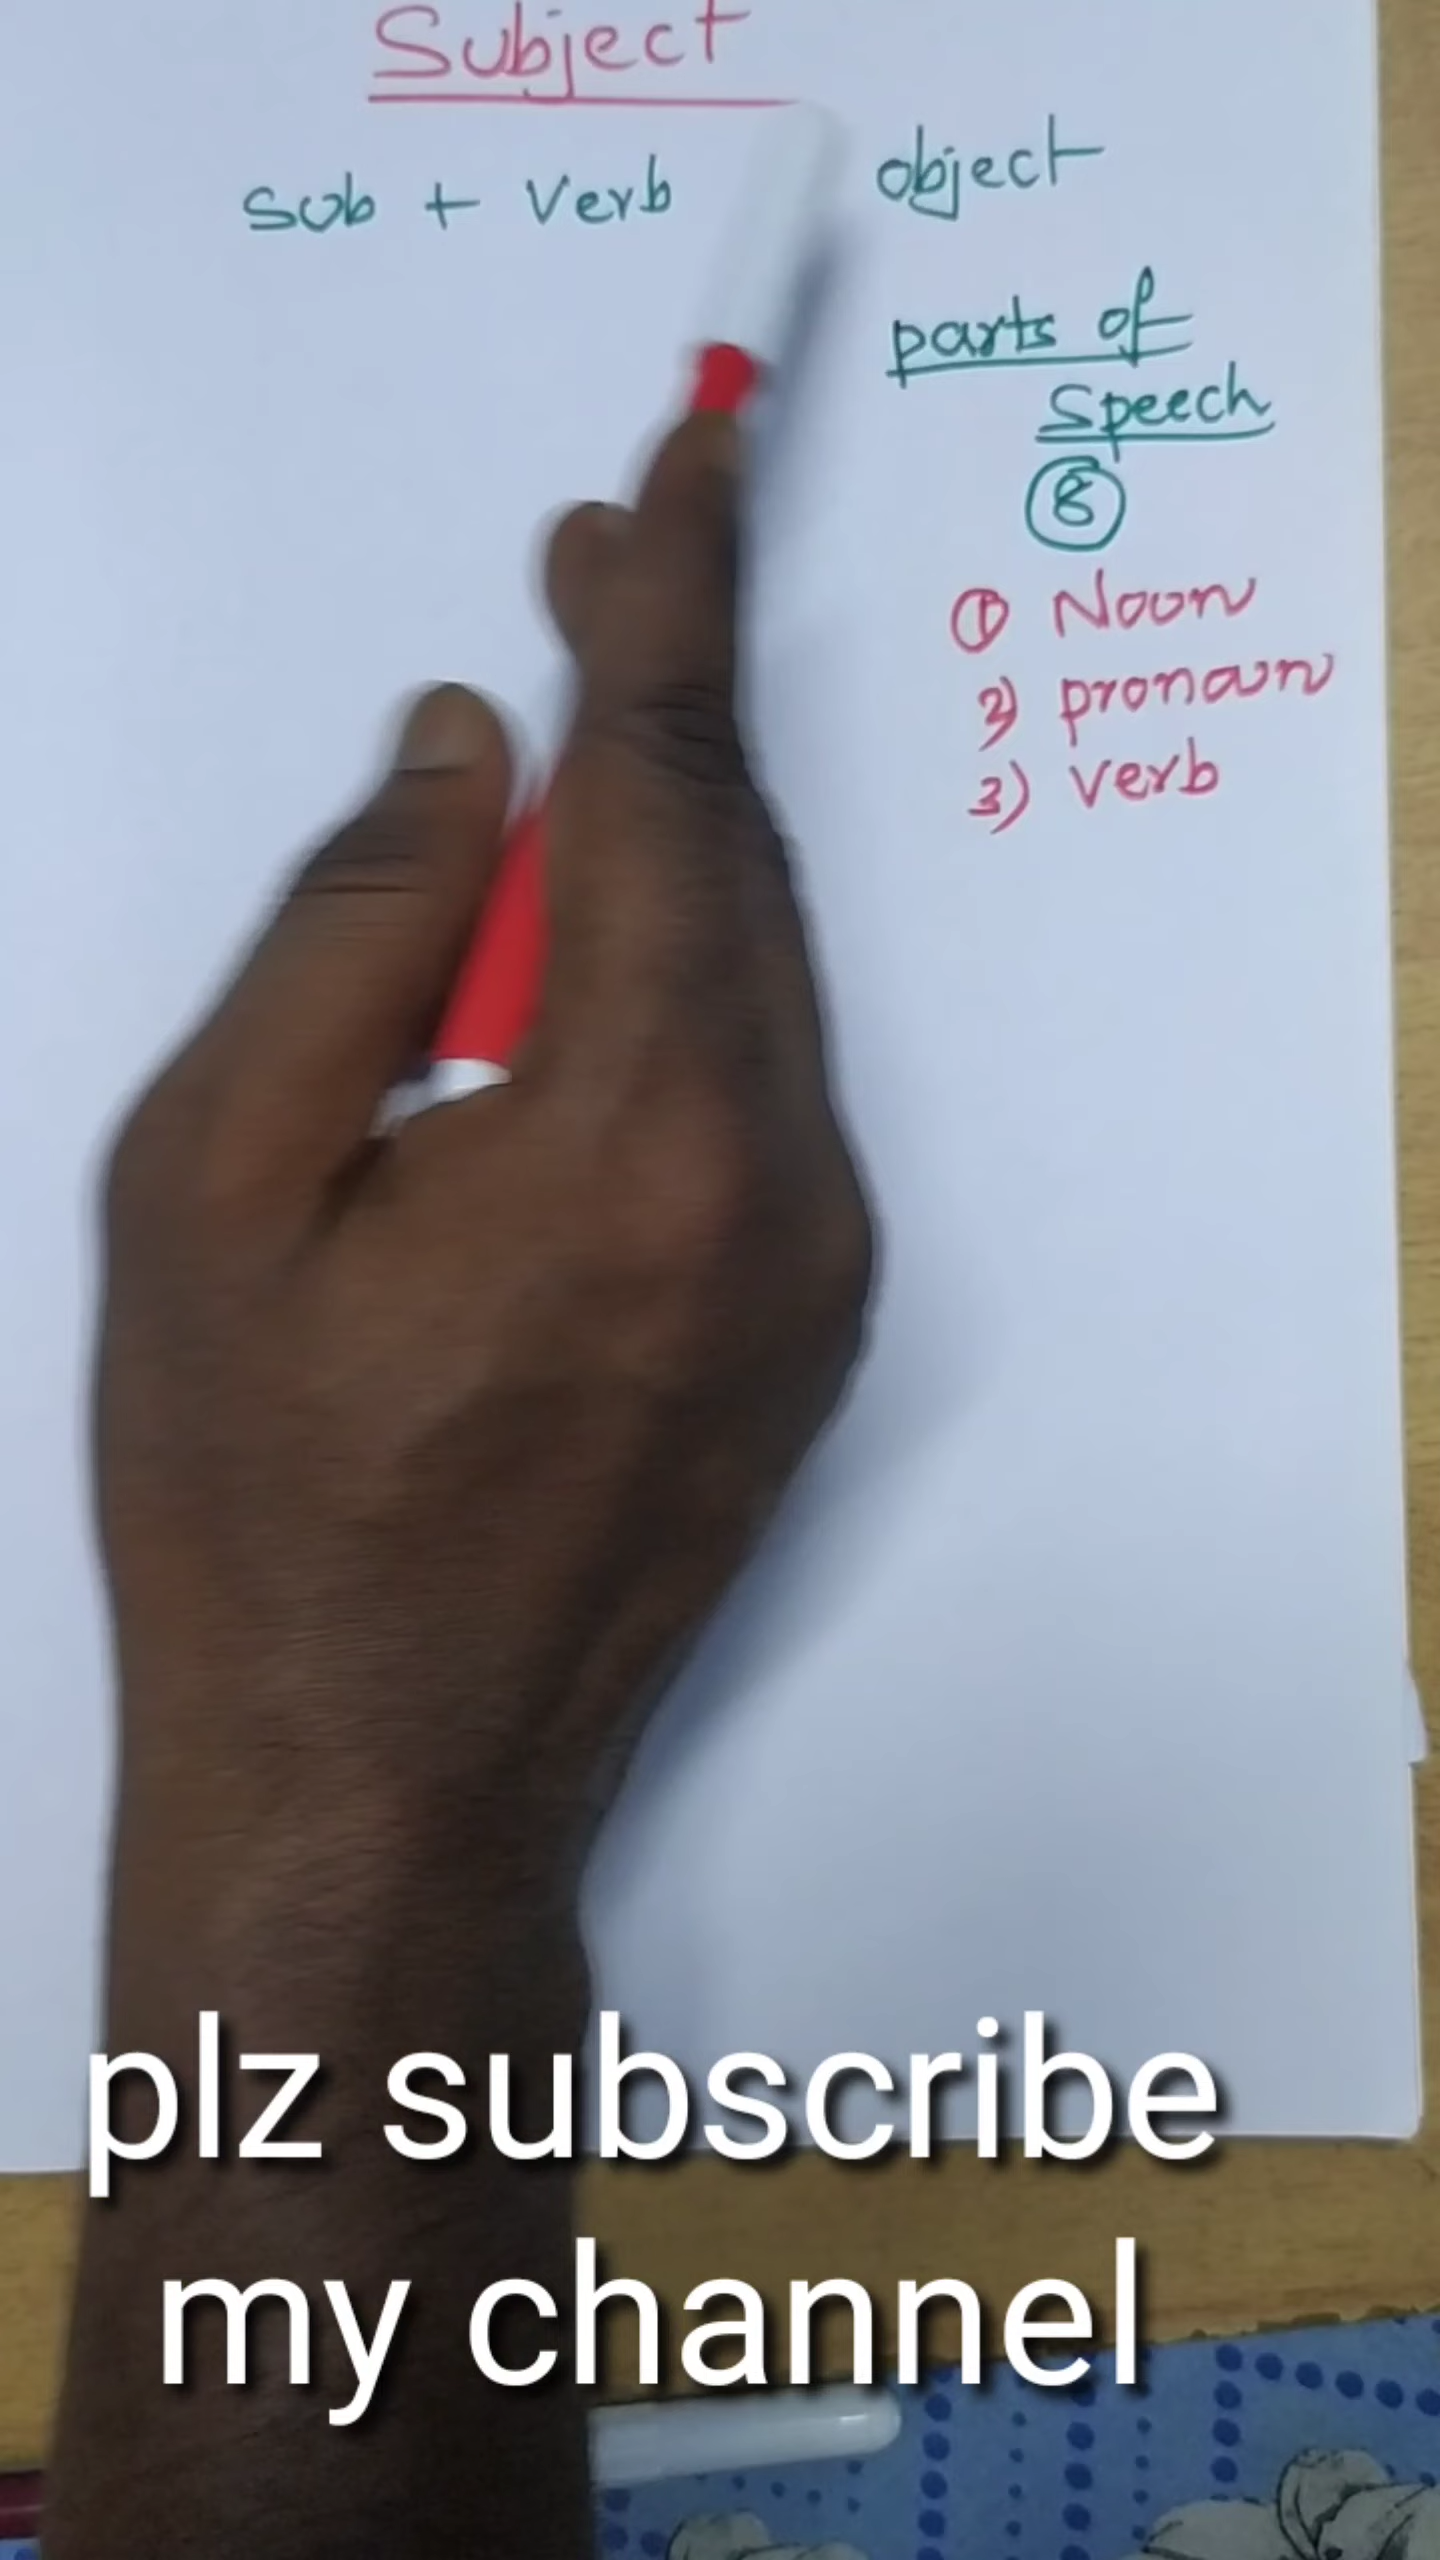 Subject
Sub + Verb object
parts of
Speech
8
① Noun
2) pronoun
3) verb
plz subscribe
my channel